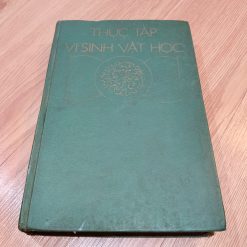 THỰC TẬP
VI SINH VẬT HỌC